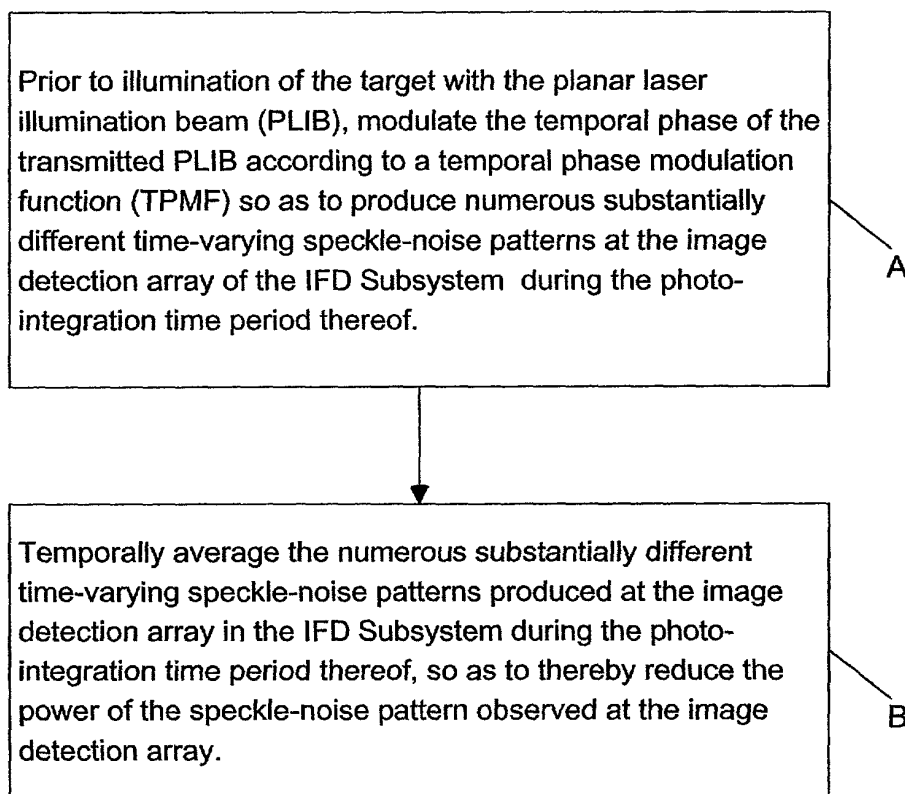 Prior to illumination of the target with the planar laser
illumination beam (PLIB), modulate the temporal phase of the
transmitted PLIB according to a temporal phase modulation
function (TPMF) so as to produce numerous substantially
different time-varying speckle-noise patterns at the image
detection array of the IFD Subsystem during the photo-
integration time period thereof.
A
Temporally average the numerous substantially different
time-varying speckle-noise patterns produced at the image
detection array in the IFD Subsystem during the photo-
integration time period thereof, so as to thereby reduce the
power of the speckle-noise pattern observed at the image
detection array.
B